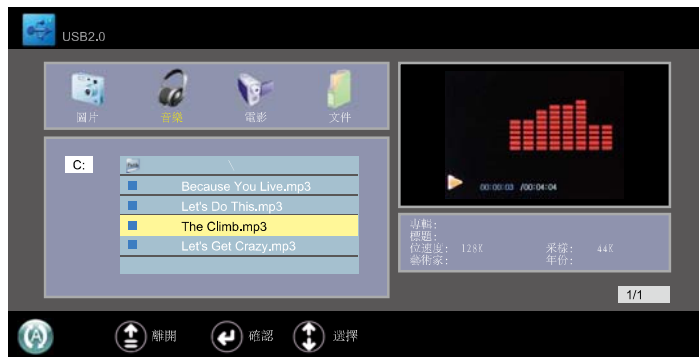 USB2.0
圖片
音樂
電影
文件
C:
\
Because You Live.mp3
Let's Do This.mp3
The Climb.mp3
Let's Get Crazy.mp3
00:00:03 /00:04:04
專輯:
標題:
位速度: 128K 采樣: 44K
藝術家: 年份:
1/1
離開
確認
選擇